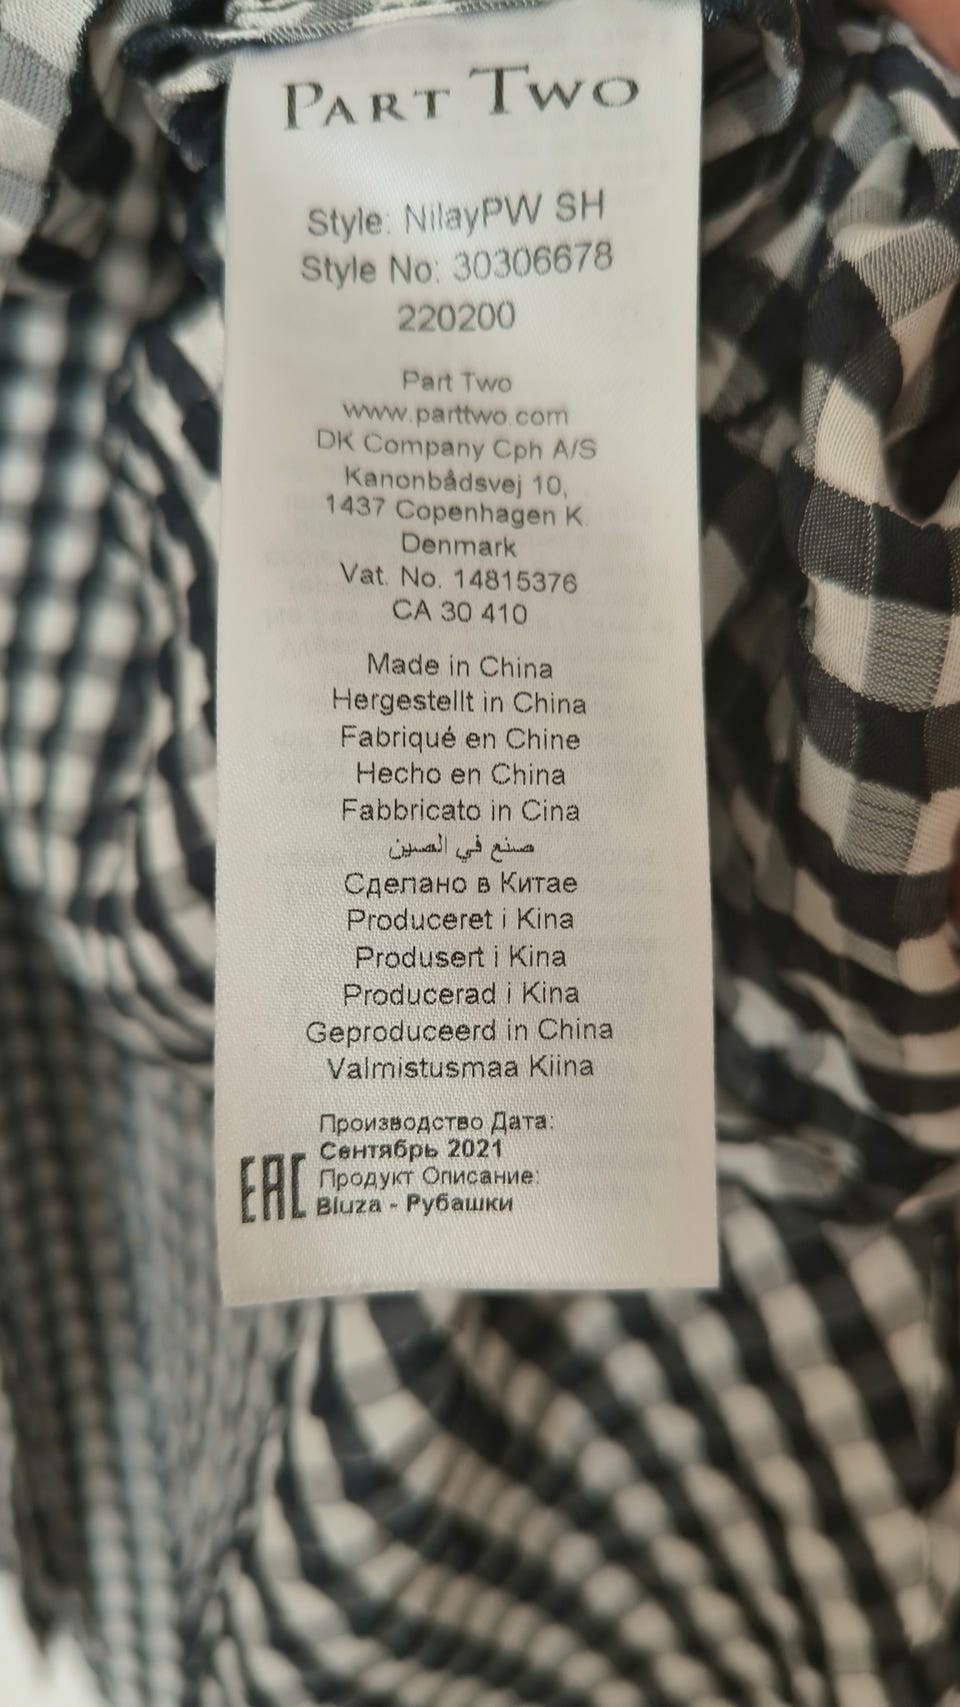 PART TWO
Style: NilayPW SH
Style No: 30306678
220200
Part Two
www.parttwo.com
DK Company Cph A/S
Kanonbådsvej 10,
1437 Copenhagen K.
Denmark
Vat. No. 14815376
CA 30 410
Made in China
Hergestellt in China
Fabriqué en Chine
Hecho en China
Fabbricato in Cina
صنع في الصين
Сделано в Китае
Produceret i Kina
Produsert i Kina
Producerad i Kina
Geproduceerd in China
Valmistusmaa Kiina
Производство Дата:
Сентябрь 2021
Продукт Описание:
Bluza - Рубашки
EAC